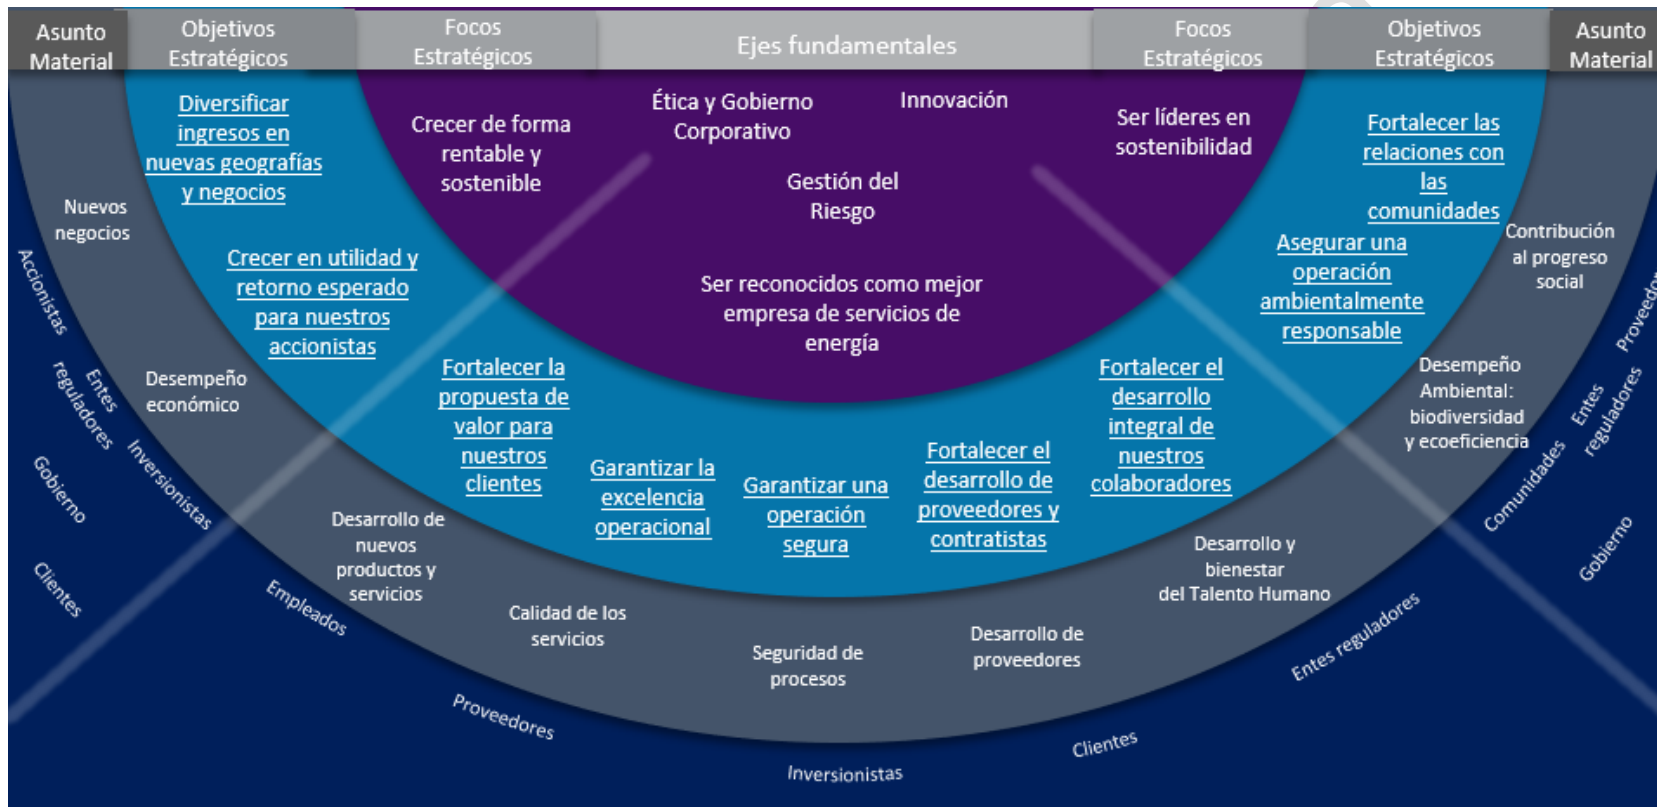 Asunto
Material
Objetivos
Estratégicos
Focos
Estratégicos
Ejes fundamentales
Focos
Estratégicos
Objetivos
Estratégicos
Asunto
Material
Ética y Gobierno
Corporativo
Innovación
Gestión del
Riesgo
Crecer de forma
rentable y
sostenible
Ser líderes en
sostenibilidad
Ser reconocidos como mejor
empresa de servicios de
energía
Diversificar
ingresos en
nuevas geografías
y negocios
Crecer en utilidad y
retorno esperado
para nuestros
accionistas
Fortalecer la
propuesta de
valor para
nuestros
clientes
Garantizar la
excelencia
operacional
Garantizar una
operación
segura
Fortalecer el
desarrollo de
proveedores y
contratistas
Fortalecer el
desarrollo
integral de
nuestros
colaboradores
Asegurar una
operación
ambientalmente
responsable
Fortalecer las
relaciones con
las
comunidades
Nuevos
negocios
Desempeño
económico
Desarrollo de
nuevos
productos y
servicios
Calidad de los
servicios
Seguridad de
procesos
Desarrollo de
proveedores
Desarrollo y
bienestar
del Talento Humano
Desempeño
Ambiental:
biodiversidad
y ecoeficiencia
Contribución
al progreso
social
Accionistas
Entes
reguladores
Inversionistas
Gobierno
Clientes
Empleados
Proveedores
Inversionistas
Clientes
Entes reguladores
Comunidades
Entes
reguladores
Gobierno